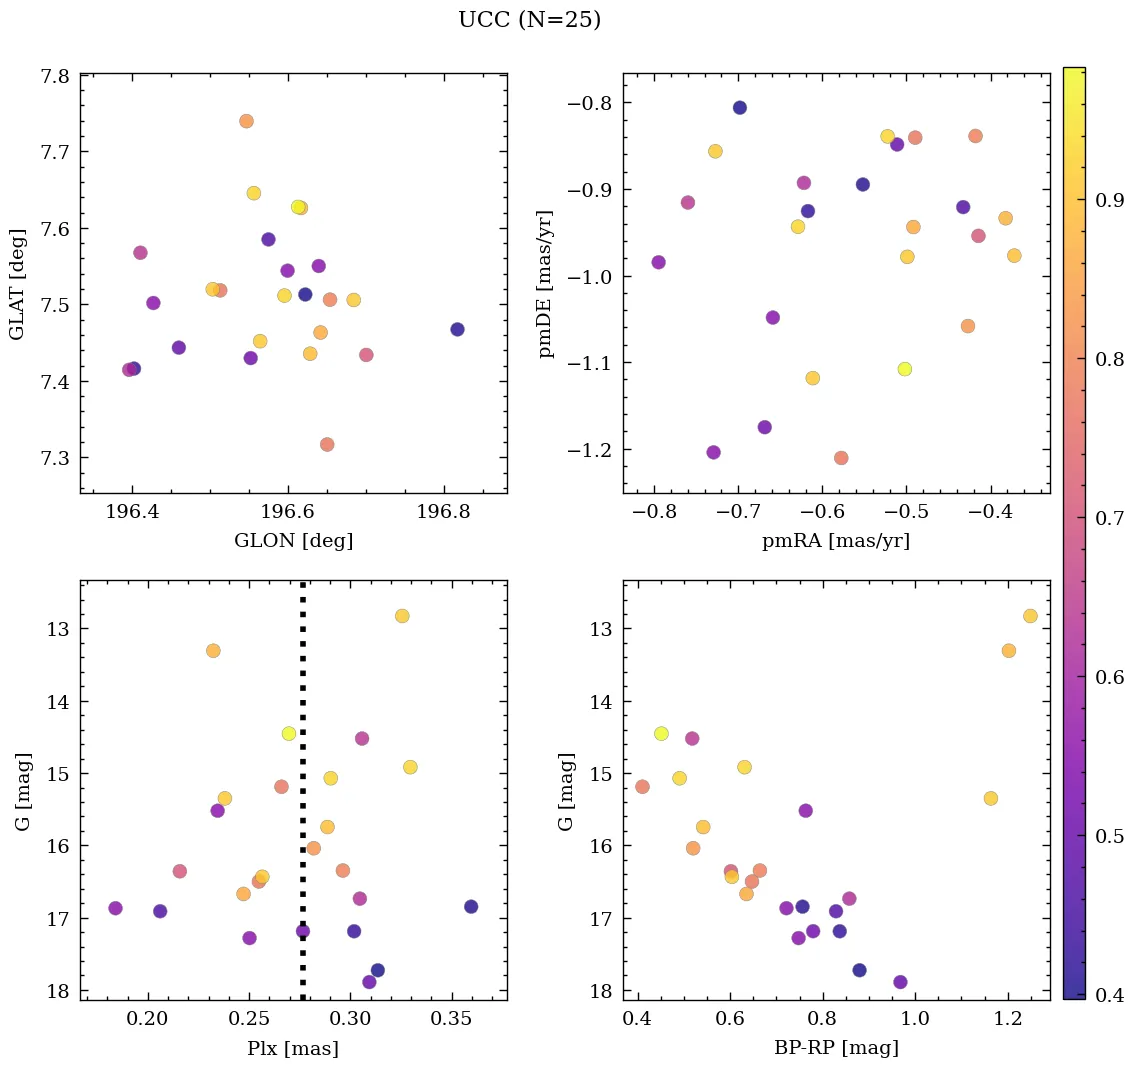 UCC (N=25)
7.8
7.7
7.6
7.5
7.4
7.3
GLAT [deg]
196.4 196.6 196.8
GLON [deg]
−0.8
−0.9
−1.0
−1.1
−1.2
pmDE [mas/yr]
−0.8 −0.7 −0.6 −0.5 −0.4
pmRA [mas/yr]
0.9
0.8
0.7
0.6
0.5
0.4
13
14
15
16
17
18
G [mag]
0.20 0.25 0.30 0.35
Plx [mas]
13
14
15
16
17
18
G [mag]
0.4 0.6 0.8 1.0 1.2
BP-RP [mag]